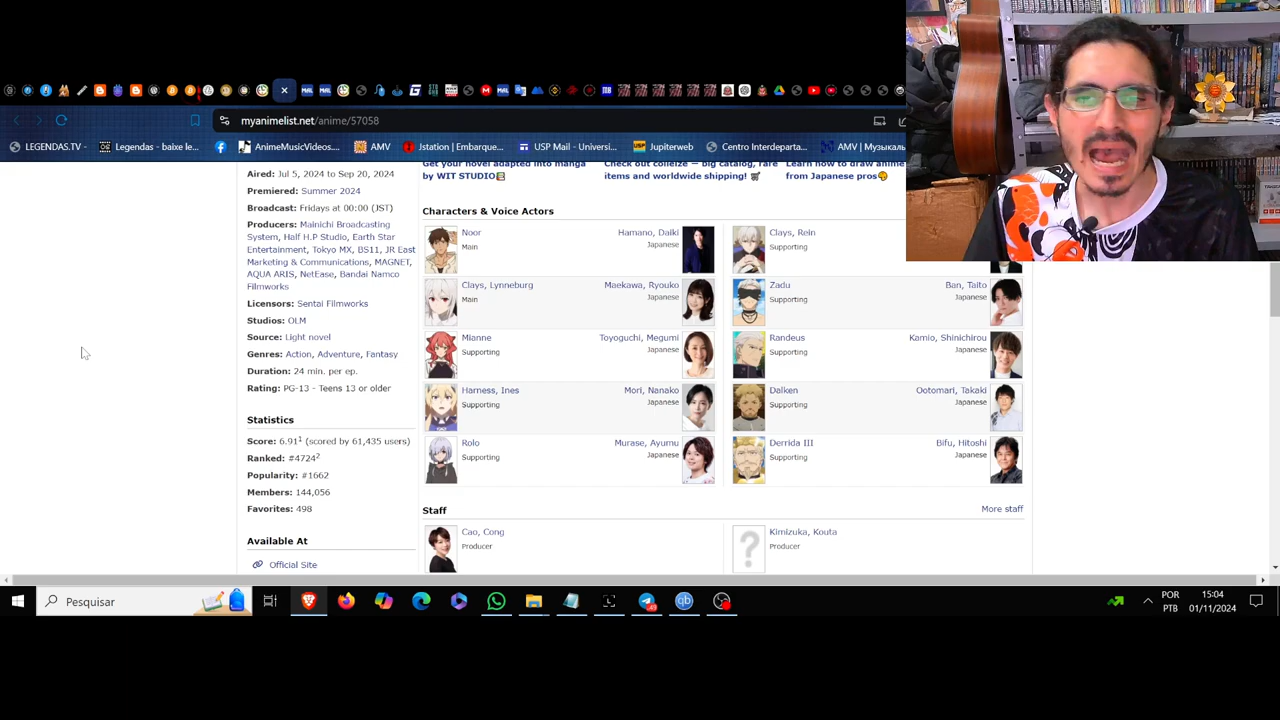 myanimelist.net/anime/57058
LEGENDAS.TV -
Legendas - baixe le...
AnimeMusicVideos...
AMV
Jstation | Embarque...
USP Mail - Universi...
Jupiterweb
Centro Interdeparta...
AMV | Музыкаль
Get your novel adapted into manga
by WIT STUDIO
Check out colleize — big catalog, rare
items and worldwide shipping!
Learn how to draw anime
from Japanese pros
Aired: Jul 5, 2024 to Sep 20, 2024
Premiered: Summer 2024
Broadcast: Fridays at 00:00 (JST)
Producers: Mainichi Broadcasting
System, Half H.P Studio, Earth Star
Entertainment, Tokyo MX, BS11, JR East
Marketing & Communications, MAGNET,
AQUA ARIS, NetEase, Bandai Namco
Filmworks
Licensors: Sentai Filmworks
Studios: OLM
Source: Light novel
Genres: Action, Adventure, Fantasy
Duration: 24 min. per ep.
Rating: PG-13 - Teens 13 or older
Statistics
Score: 6.91¹ (scored by 61,435 users)
Ranked: #4724²
Popularity: #1662
Members: 144,056
Favorites: 498
Available At
Official Site
Characters & Voice Actors
Noor
Main
Hamano, Daiki
Japanese
Clays, Rein
Supporting
Clays, Lynneburg
Main
Maekawa, Ryouko
Japanese
Zadu
Supporting
Ban, Taito
Japanese
Mianne
Supporting
Toyoguchi, Megumi
Japanese
Randeus
Supporting
Kamio, Shinichirou
Japanese
Harness, Ines
Supporting
Mori, Nanako
Japanese
Dalken
Supporting
Ootomari, Takaki
Japanese
Rolo
Supporting
Murase, Ayumu
Japanese
Derrida III
Supporting
Bifu, Hitoshi
Japanese
Staff
More staff
Cao, Cong
Producer
Kimizuka, Kouta
Producer
Pesquisar
POR
PTB
15:04
01/11/2024